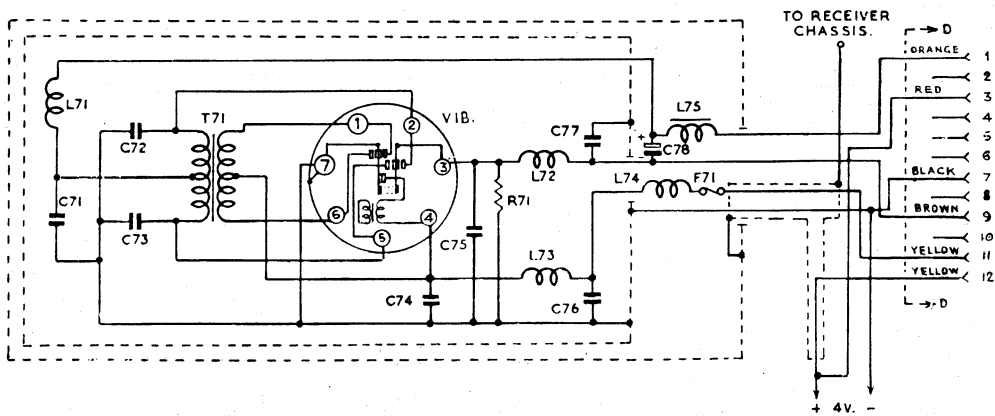 TO RECEIVER
CHASSIS.
D
ORANGE 1
2
RED 3
4
5
6
BLACK 7
8
BROWN 9
10
YELLOW 11
YELLOW 12
D
L71
C72
T71
1
2
VIB.
7
3
6
4
5
C71
C73
C77
+
C78
L75
L72
L74
F71
R71
C75
L73
C74
C76
+ 4V. -